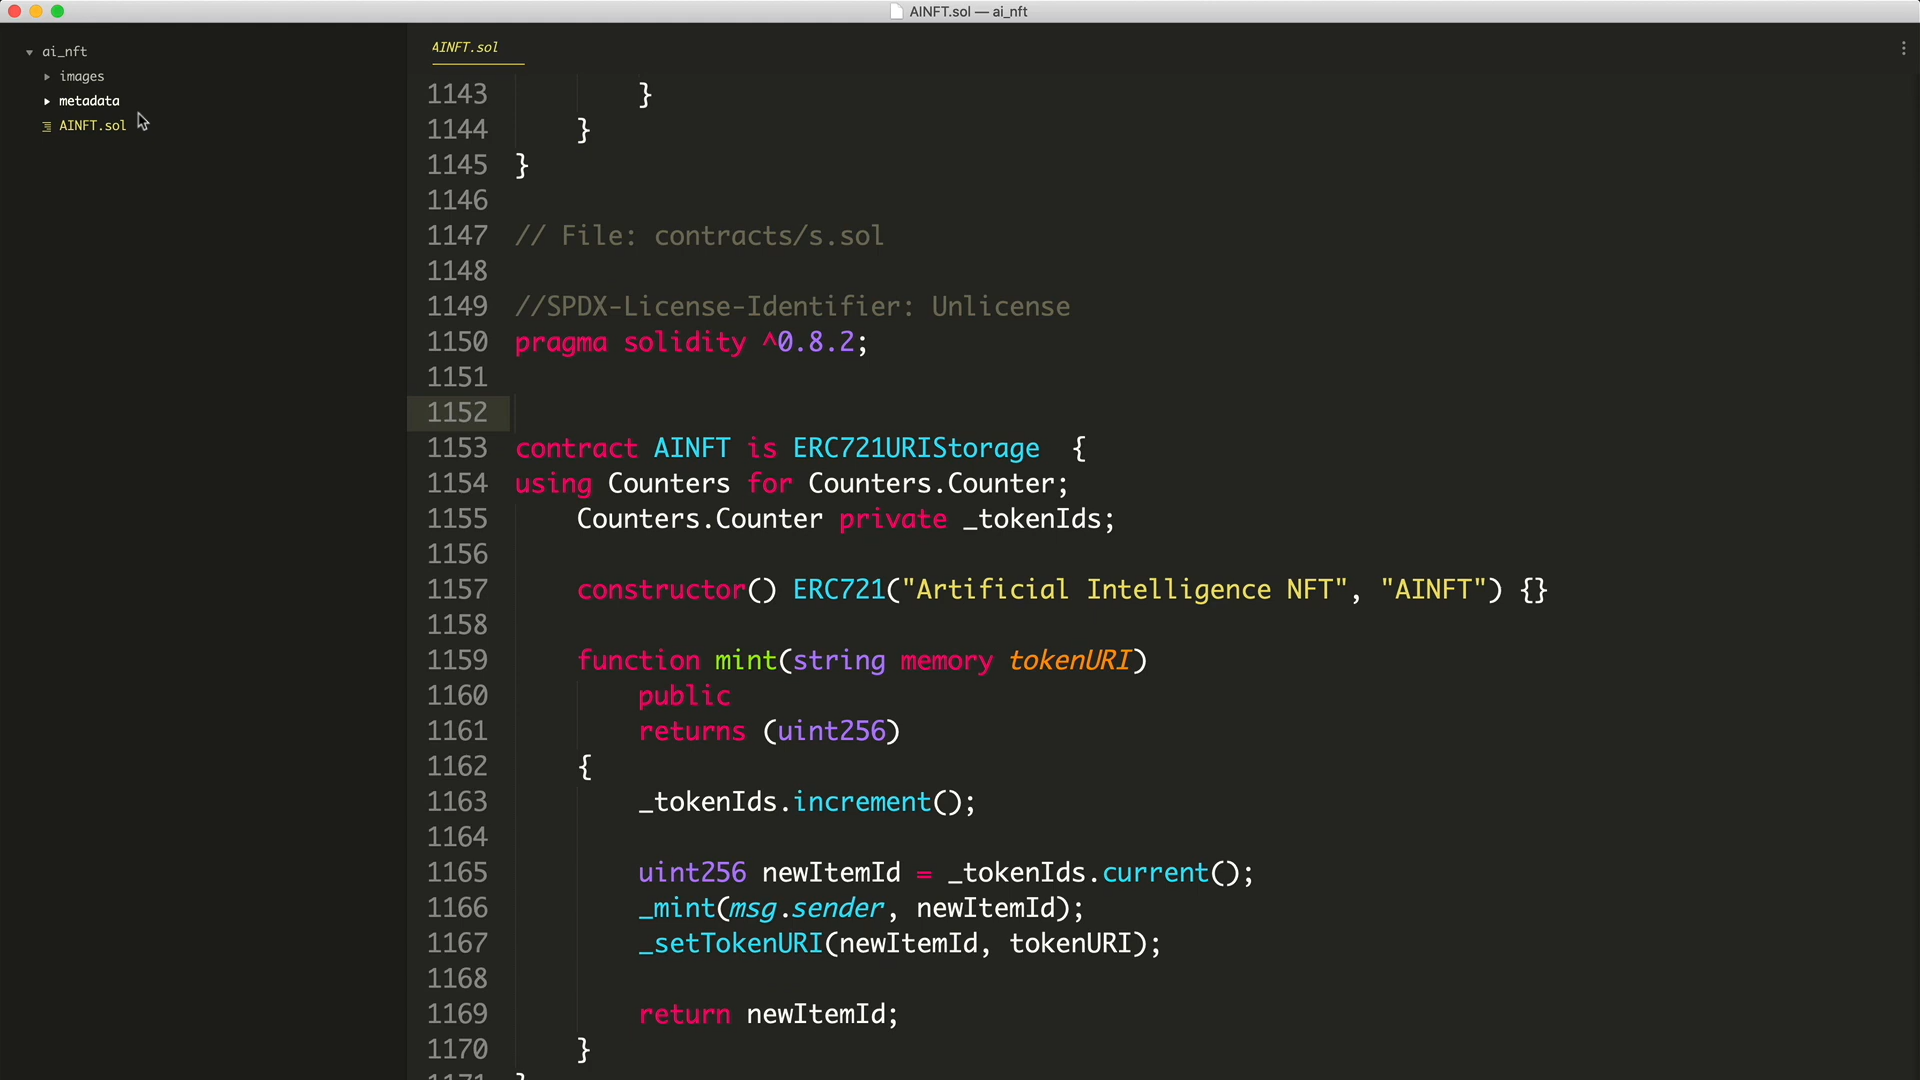 AINFT.sol — ai_nft
ai_nft
images
metadata
AINFT.sol
AINFT.sol
1143 }
1144 }
1145 }
1146
1147 // File: contracts/s.sol
1148
1149 //SPDX-License-Identifier: Unlicense
1150 pragma solidity ^0.8.2;
1151
1152
1153 contract AINFT is ERC721URIStorage  {
1154 using Counters for Counters.Counter;
1155     Counters.Counter private _tokenIds;
1156
1157     constructor() ERC721("Artificial Intelligence NFT", "AINFT") {}
1158
1159     function mint(string memory tokenURI)
1160         public
1161         returns (uint256)
1162     {
1163         _tokenIds.increment();
1164
1165         uint256 newItemId = _tokenIds.current();
1166         _mint(msg.sender, newItemId);
1167         _setTokenURI(newItemId, tokenURI);
1168
1169         return newItemId;
1170     }
1171 }